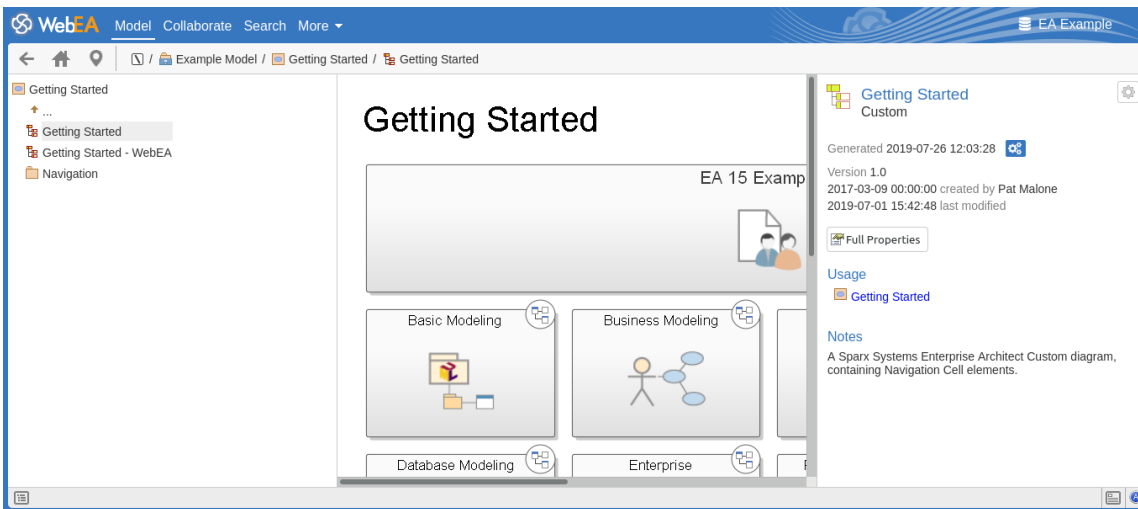 WebEA Model Collaborate Search More EA Example
/ Example Model / Getting Started / Getting Started
Getting Started
...
Getting Started
Getting Started - WebEA
Navigation
Getting Started
EA 15 Examp
Basic Modeling
Business Modeling
Database Modeling
Enterprise
Getting Started
Custom
Generated 2019-07-26 12:03:28
Version 1.0
2017-03-09 00:00:00 created by Pat Malone
2019-07-01 15:42:48 last modified
Full Properties
Usage
Getting Started
Notes
A Sparx Systems Enterprise Architect Custom diagram,
containing Navigation Cell elements.